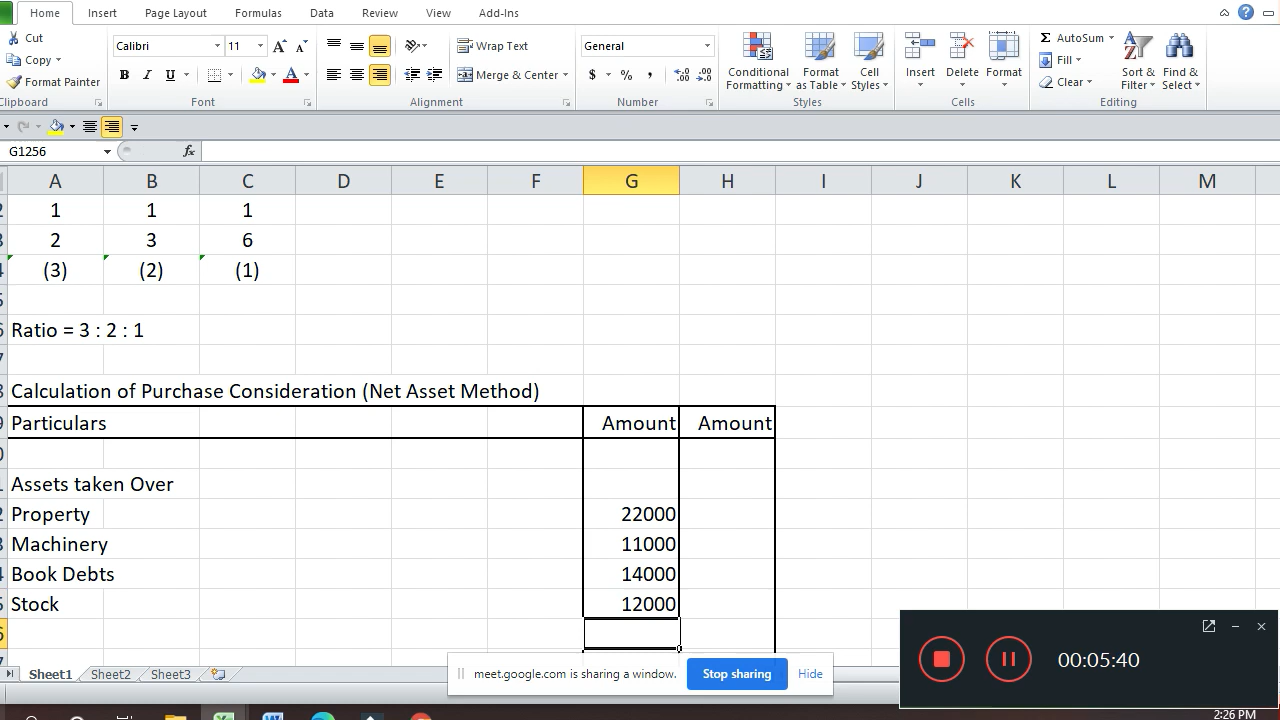 Home Insert Page Layout Formulas Data Review View Add-Ins
Cut
Copy
Format Painter
Clipboard
Calibri 11
B I U
Font
Wrap Text
Merge & Center
Alignment
General
$ % ,
Number
Conditional Formatting
Format as Table
Cell Styles
Styles
Insert Delete Format
Cells
Σ AutoSum
Fill
Clear
Sort & Filter
Find & Select
Editing
G1256 fx
A B C D E F G H I J K L M
1 1 1
2 3 6
(3) (2) (1)
Ratio = 3 : 2 : 1
Calculation of Purchase Consideration (Net Asset Method)
Particulars Amount Amount
Assets taken Over
Property 22000
Machinery 11000
Book Debts 14000
Stock 12000
Sheet1 Sheet2 Sheet3
meet.google.com is sharing a window. Stop sharing Hide
00:05:40
2:26 PM